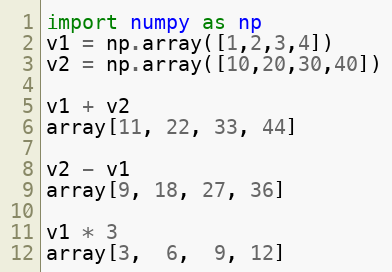 1 import numpy as np
2 v1 = np.array([1,2,3,4])
3 v2 = np.array([10,20,30,40])
4
5 v1 + v2
6 array[11, 22, 33, 44]
7
8 v2 - v1
9 array[9, 18, 27, 36]
10
11 v1 * 3
12 array[3,  6,  9, 12]